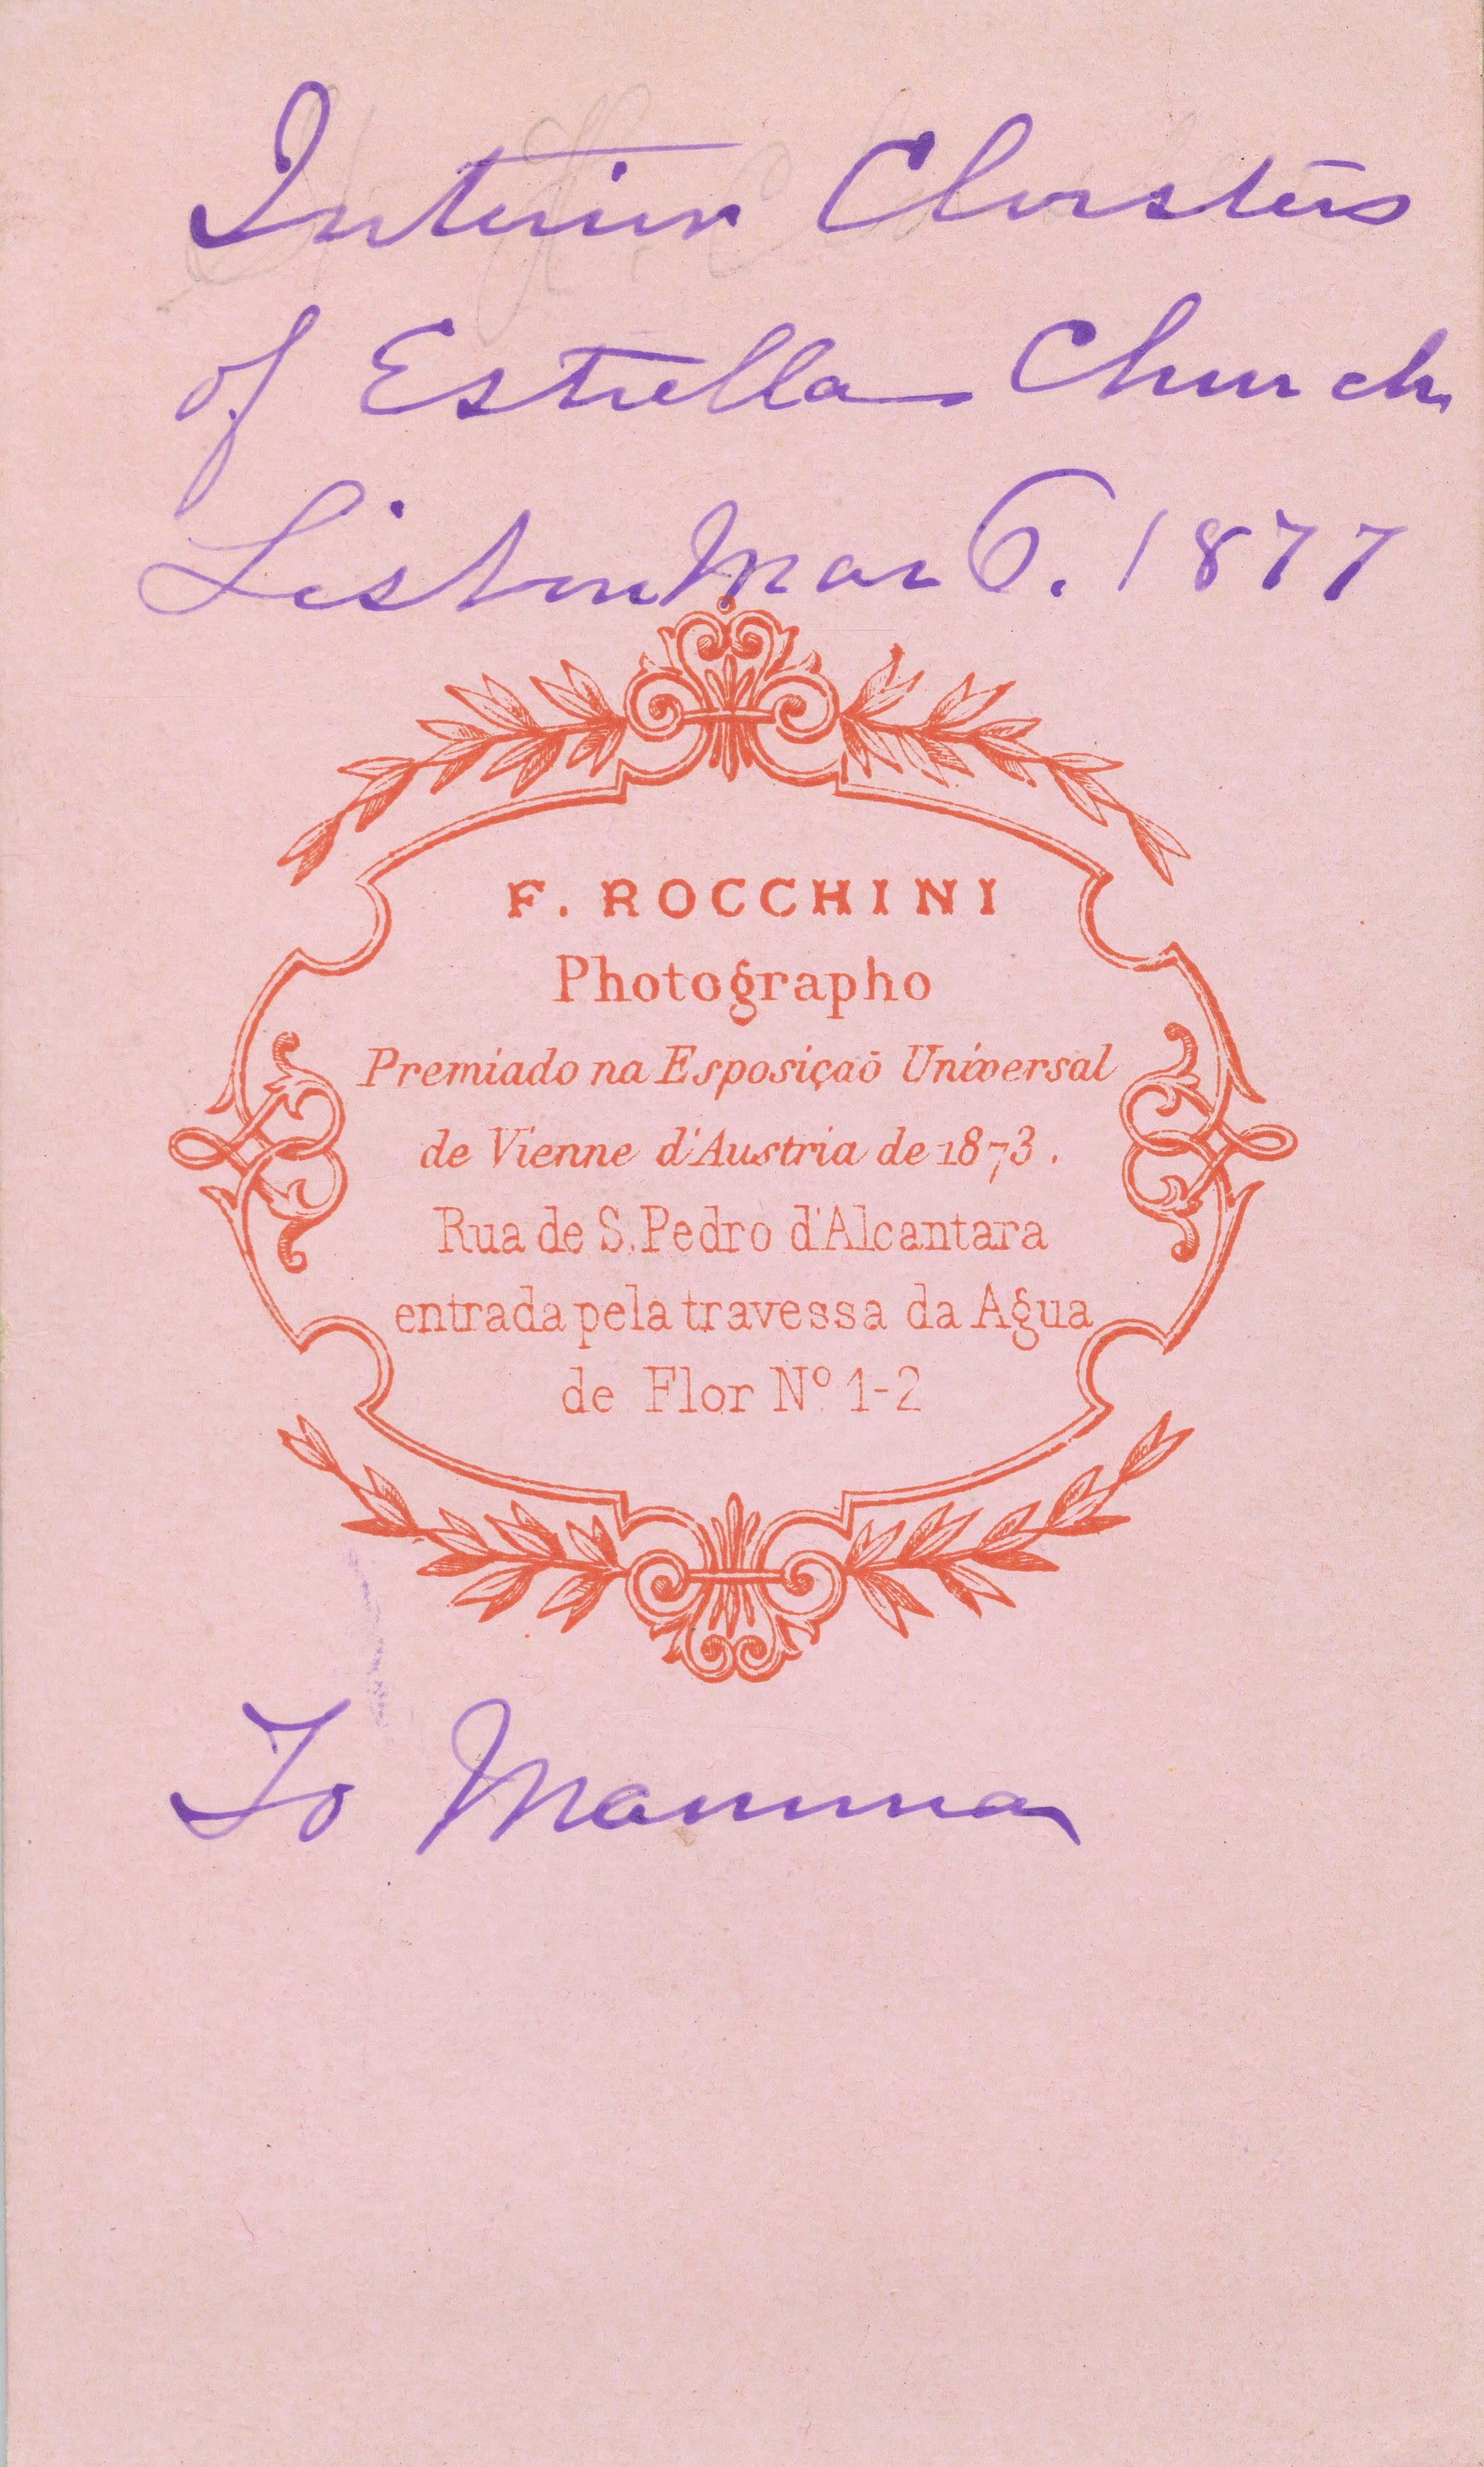 Interior Cloisters
of Estrella Church
Lisbon Mar 6. 1877
F. ROCCHINI
Photographo
Premiado na Esposiçaõ Universal
de Vienne d'Austria de 1873.
Rua de S. Pedro d'Alcantara
entrada pela travessa da Agua
de Flor Nº 1-2
To Mamma